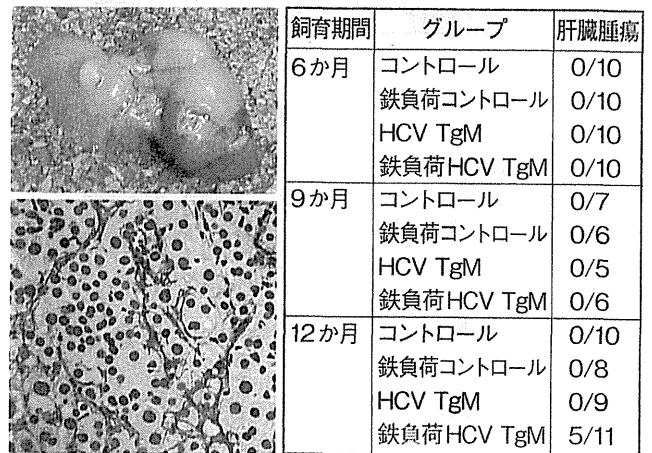 飼育期間 グループ 肝臓腫瘍
6か月 コントロール 0/10
鉄負荷コントロール 0/10
HCV TgM 0/10
鉄負荷HCV TgM 0/10
9か月 コントロール 0/7
鉄負荷コントロール 0/6
HCV TgM 0/5
鉄負荷HCV TgM 0/6
12か月 コントロール 0/10
鉄負荷コントロール 0/8
HCV TgM 0/9
鉄負荷HCV TgM 5/11